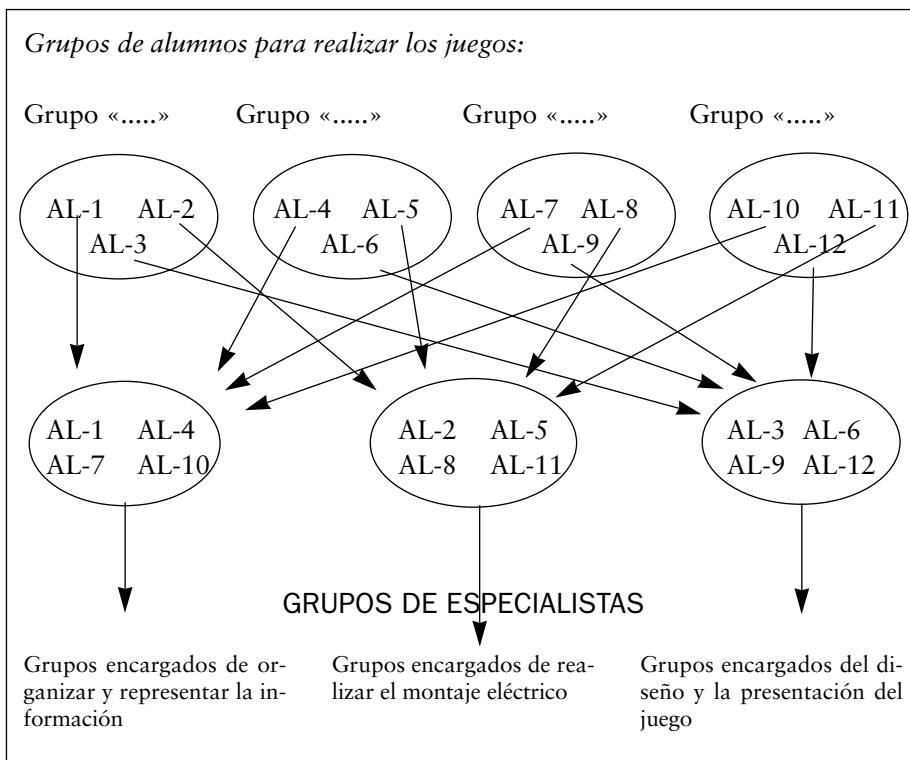 Grupos de alumnos para realizar los juegos:
Grupo «.....» Grupo «.....» Grupo «.....» Grupo «.....»
AL-1 AL-2 AL-4 AL-5 AL-7 AL-8 AL-10 AL-11
AL-3 AL-6 AL-9 AL-12
AL-1 AL-4 AL-2 AL-5 AL-3 AL-6
AL-7 AL-10 AL-8 AL-11 AL-9 AL-12
GRUPOS DE ESPECIALISTAS
Grupos encargados de or-
ganizar y representar la in-
formación
Grupos encargados de rea-
lizar el montaje eléctrico
Grupos encargados del di-
seño y la presentación del
juego